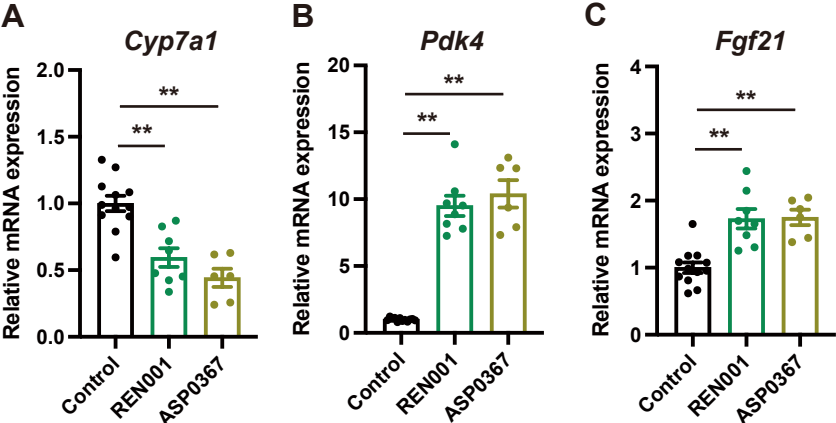 A
Cyp7a1
Relative mRNA expression
2.0
1.5
1.0
0.5
0.0
**
**
Control
REN001
ASP0367
B
Pdk4
Relative mRNA expression
20
15
10
5
0
**
**
Control
REN001
ASP0367
C
Fgf21
Relative mRNA expression
4
3
2
1
0
**
**
Control
REN001
ASP0367